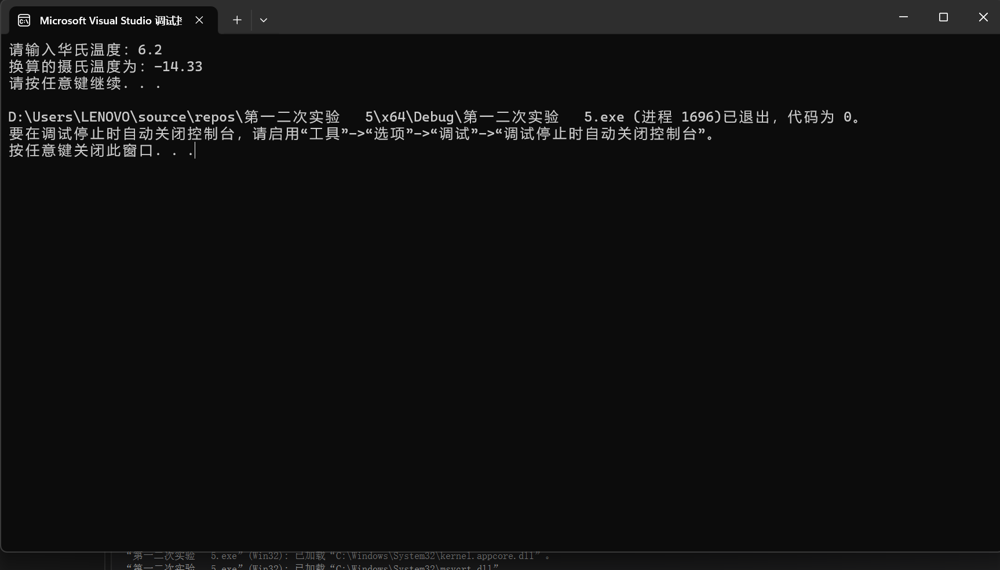 Microsoft Visual Studio 调试
请输入华氏温度：6.2
换算的摄氏温度为：-14.33
请按任意键继续. . .
D:\Users\LENOVO\source\repos\第一二次实验   5\x64\Debug\第一二次实验   5.exe (进程 1696)已退出，代码为 0。
要在调试停止时自动关闭控制台，请启用“工具”->“选项”->“调试”->“调试停止时自动关闭控制台”。
按任意键关闭此窗口. . .
“第一二次实验   5.exe”(Win32): 已加载“C:\Windows\System32\kernel.appcore.dll”。
“第一二次实验   5.exe”(Win32): 已加载“C:\Windows\System32\msvcrt.dll”